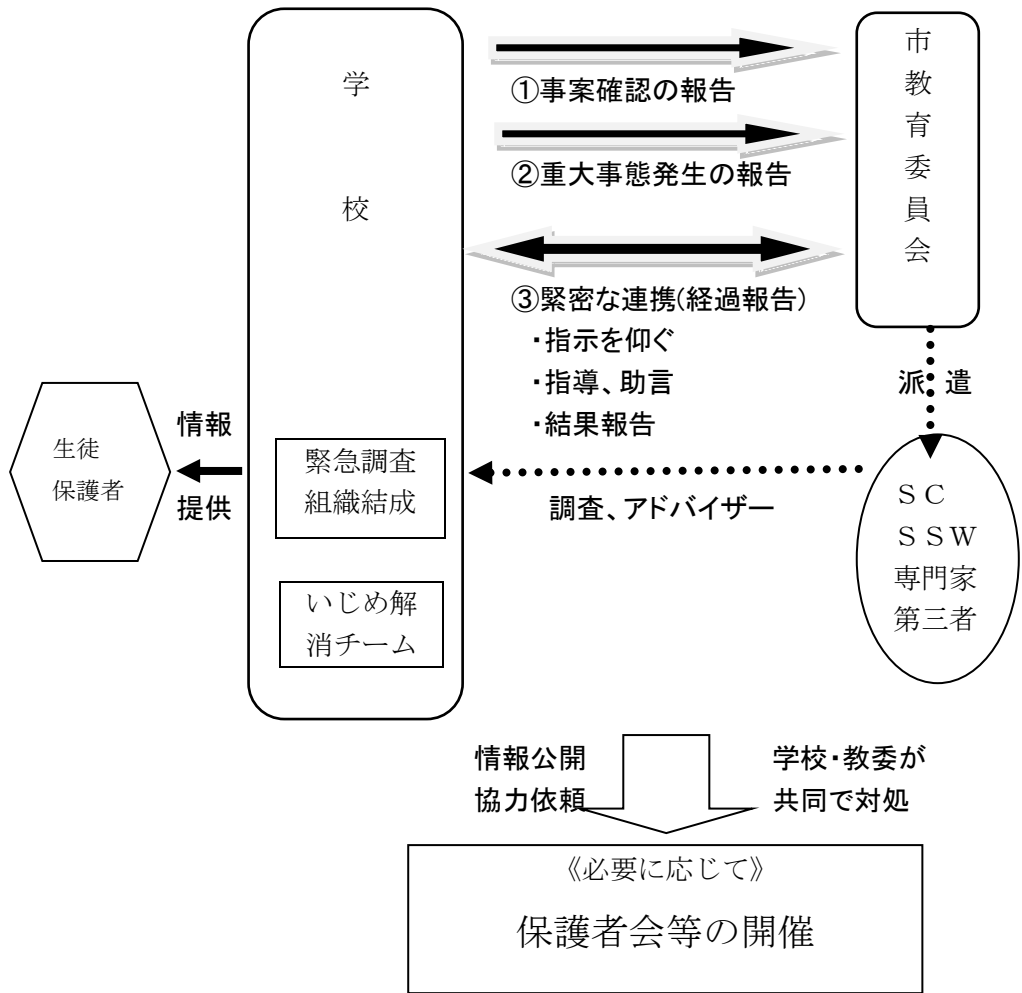 学校
市教育委員会
①事案確認の報告
②重大事態発生の報告
③緊密な連携(経過報告)
・指示を仰ぐ
・指導、助言
・結果報告
派遣
生徒
保護者
情報
提供
緊急調査
組織結成
調査、アドバイザー
ＳＣ
ＳＳＷ
専門家
第三者
いじめ解
消チーム
情報公開
協力依頼
学校・教委が
共同で対処
《必要に応じて》
保護者会等の開催